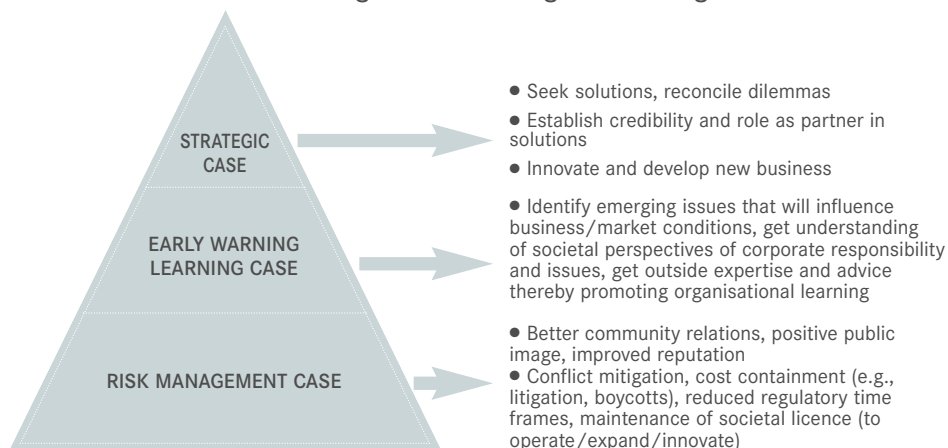 STRATEGIC
CASE
● Seek solutions, reconcile dilemmas
● Establish credibility and role as partner in
solutions
● Innovate and develop new business
EARLY WARNING
LEARNING CASE
● Identify emerging issues that will influence
business/market conditions, get understanding
of societal perspectives of corporate responsibility
and issues, get outside expertise and advice
thereby promoting organisational learning
RISK MANAGEMENT CASE
● Better community relations, positive public
image, improved reputation
● Conflict mitigation, cost containment (e.g.,
litigation, boycotts), reduced regulatory time
frames, maintenance of societal licence (to
operate/expand/innovate)